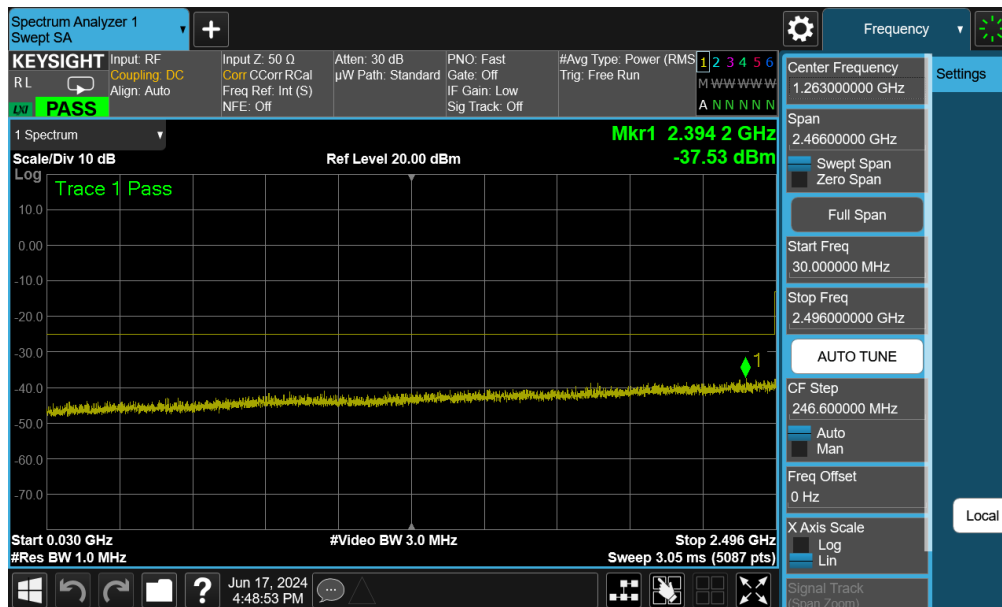 Spectrum Analyzer 1
Swept SA
+
Frequency
KEYSIGHT
RL
LXI
PASS
Input: RF
Coupling: DC
Align: Auto
Input Z: 50 Ω
Corr CCorr RCal
Freq Ref: Int (S)
NFE: Off
Atten: 30 dB
µW Path: Standard
PNO: Fast
Gate: Off
IF Gain: Low
Sig Track: Off
#Avg Type: Power (RMS
Trig: Free Run
1 2 3 4 5 6
M W W W W W
A N N N N N
1 Spectrum
Scale/Div 10 dB
Ref Level 20.00 dBm
Mkr1 2.394 2 GHz
-37.53 dBm
Log
Trace 1 Pass
10.0
0.00
-10.0
-20.0
-30.0
-40.0
-50.0
-60.0
-70.0
1
Start 0.030 GHz
#Video BW 3.0 MHz
Stop 2.496 GHz
#Res BW 1.0 MHz
Sweep 3.05 ms (5087 pts)
?
Jun 17, 2024
4:48:53 PM
Center Frequency
1.263000000 GHz
Span
2.46600000 GHz
Swept Span
Zero Span
Full Span
Start Freq
30.000000 MHz
Stop Freq
2.496000000 GHz
AUTO TUNE
CF Step
246.600000 MHz
Auto
Man
Freq Offset
0 Hz
X Axis Scale
Log
Lin
Signal Track
(Span Zoom)
Settings
Local